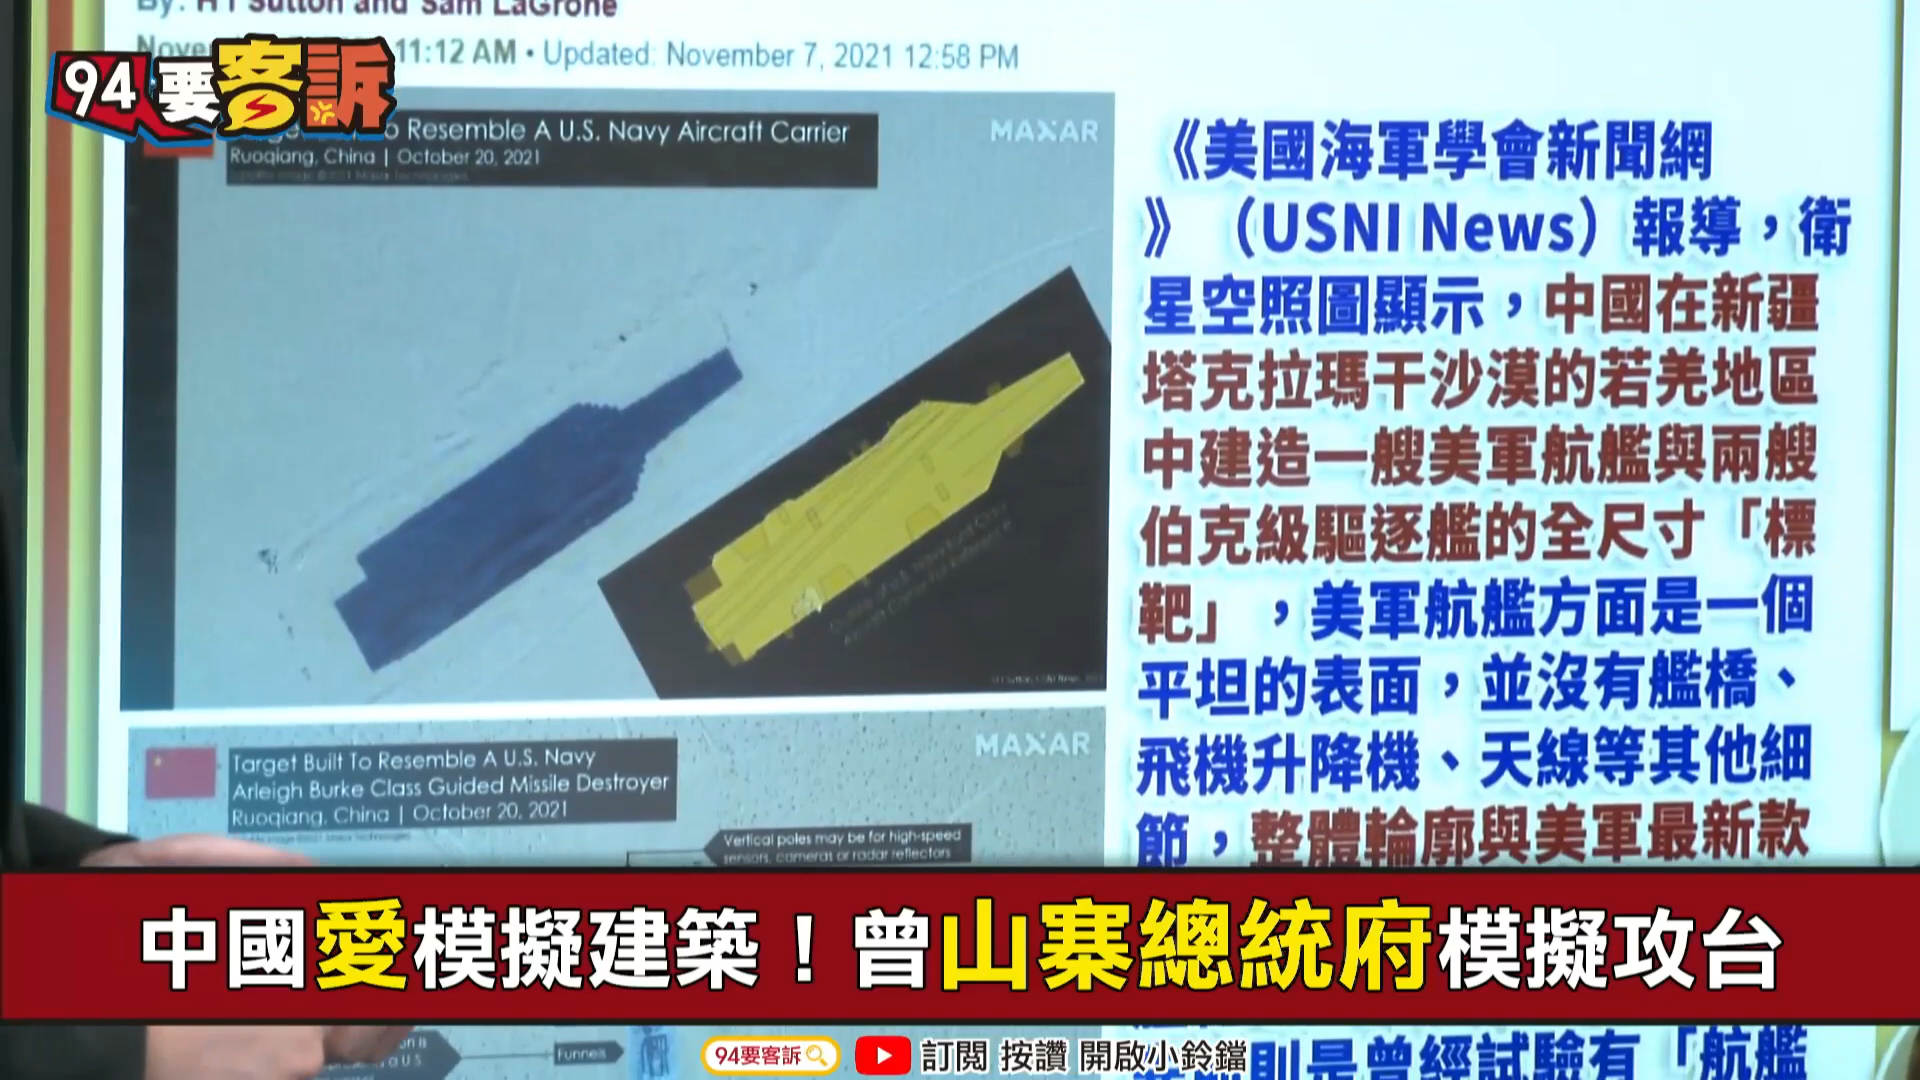 By: H I Sutton and Sam LaGrone
11:12 AM • Updated: November 7, 2021 12:58 PM
94要客訴
Resemble A U.S. Navy Aircraft Carrier
Ruoqiang, China | October 20, 2021
MAXAR
《美國海軍學會新聞網
》（USNI News）報導，衛
星空照圖顯示，中國在新疆
塔克拉瑪干沙漠的若羌地區
中建造一艘美軍航艦與兩艘
伯克級驅逐艦的全尺寸「標
靶」，美軍航艦方面是一個
平坦的表面，並沒有艦橋、
飛機升降機、天線等其他細
節，整體輪廓與美軍最新款
Target Built To Resemble A U.S. Navy
Arleigh Burke Class Guided Missile Destroyer
Ruoqiang, China | October 20, 2021
MAXAR
Vertical poles may be for high-speed
sensors, cameras or radar reflectors
中國愛模擬建築！曾山寨總統府模擬攻台
Funnels
則是曾經試驗有「航艦
94要客訴
訂閱 按讚 開啟小鈴鐺